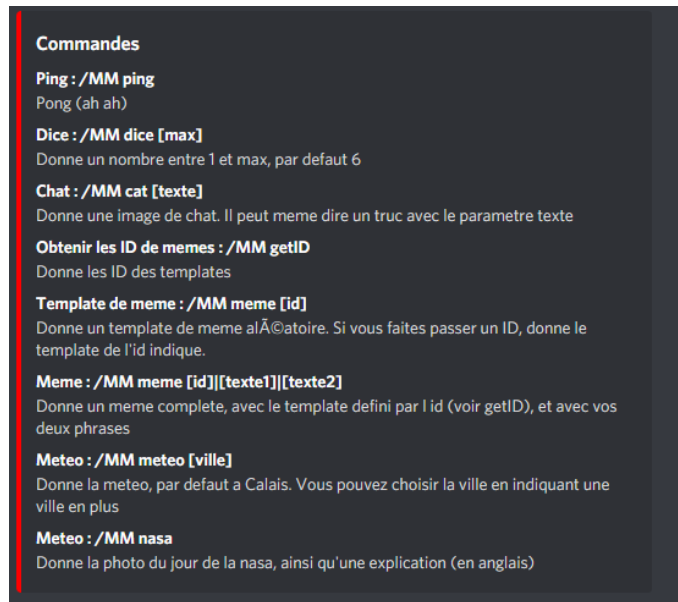 Commandes
Ping : /MM ping
Pong (ah ah)
Dice : /MM dice [max]
Donne un nombre entre 1 et max, par defaut 6
Chat : /MM cat [texte]
Donne une image de chat. Il peut meme dire un truc avec le parametre texte
Obtenir les ID de memes : /MM getID
Donne les ID des templates
Template de meme : /MM meme [id]
Donne un template de meme alÃ©atoire. Si vous faites passer un ID, donne le
template de l'id indique.
Meme : /MM meme [id]|[texte1]|[texte2]
Donne un meme complete, avec le template defini par l id (voir getID), et avec vos
deux phrases
Meteo : /MM meteo [ville]
Donne la meteo, par defaut a Calais. Vous pouvez choisir la ville en indiquant une
ville en plus
Meteo : /MM nasa
Donne la photo du jour de la nasa, ainsi qu'une explication (en anglais)